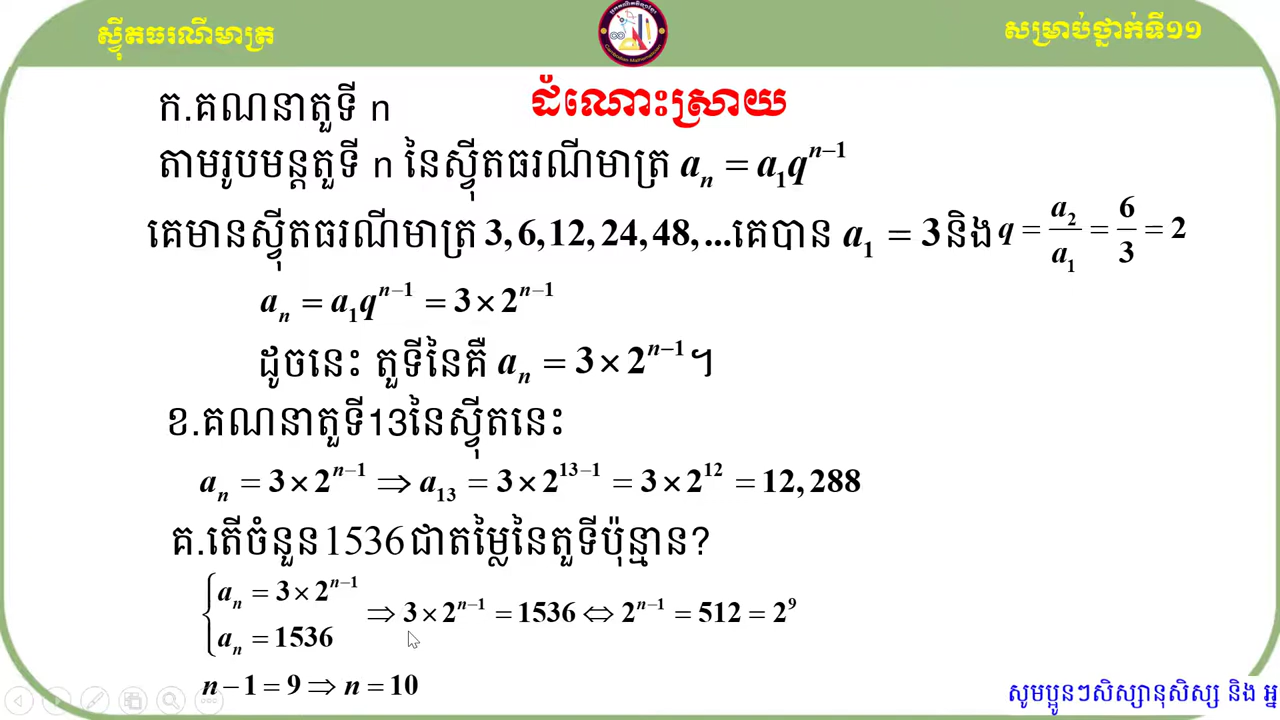 ស្វ៊ីតធរណីមាត្រ
សម្រាប់ថ្នាក់ទី១១
ដំណោះស្រាយ
ក.គណនាតួទី n
តាមរូបមន្តតួទី n នៃស្វ៊ីតធរណីមាត្រ aₙ = a₁qⁿ⁻¹
គេមានស្វ៊ីតធរណីមាត្រ 3, 6, 12, 24, 48, ...គេបាន a₁ = 3 និង q = a₂/a₁ = 6/3 = 2
aₙ = a₁qⁿ⁻¹ = 3 × 2ⁿ⁻¹
ដូចនេះ តួទីនៃគឺ aₙ = 3 × 2ⁿ⁻¹ ។
ខ.គណនាតួទី13នៃស្វ៊ីតនេះ
aₙ = 3 × 2ⁿ⁻¹ ⇒ a₁₃ = 3 × 2¹³⁻¹ = 3 × 2¹² = 12,288
គ.តើចំនួន1536ជាតម្លៃនៃតួទីប៉ុន្មាន?
aₙ = 3 × 2ⁿ⁻¹
aₙ = 1536
⇒ 3 × 2ⁿ⁻¹ = 1536 ⇔ 2ⁿ⁻¹ = 512 = 2⁹
n − 1 = 9 ⇒ n = 10
សូមប្អូនៗសិស្សានុសិស្ស និង អ្ន